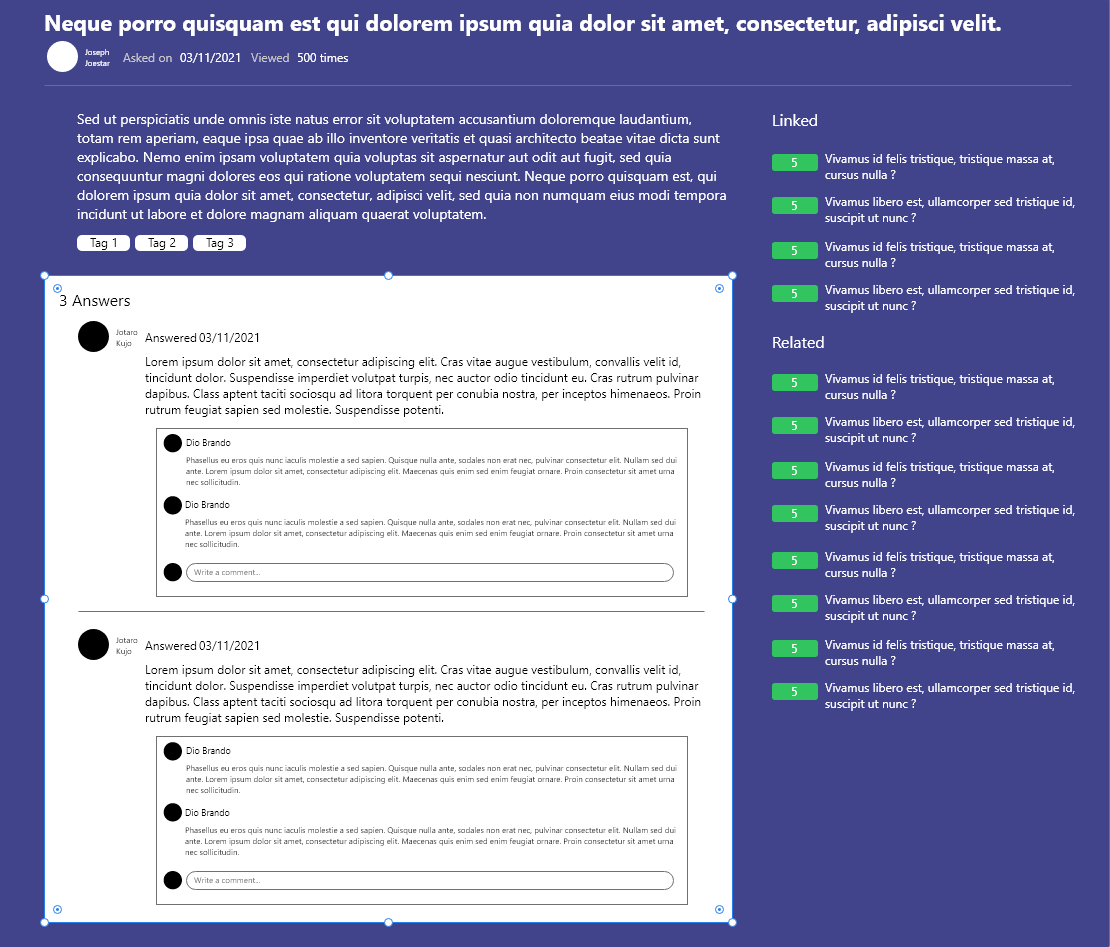 Neque porro quisquam est qui dolorem ipsum quia dolor sit amet, consectetur, adipisci velit.
Joseph
Joestar
Asked on 03/11/2021 Viewed 500 times
Sed ut perspiciatis unde omnis iste natus error sit voluptatem accusantium doloremque laudantium,
totam rem aperiam, eaque ipsa quae ab illo inventore veritatis et quasi architecto beatae vitae dicta sunt
explicabo. Nemo enim ipsam voluptatem quia voluptas sit aspernatur aut odit aut fugit, sed quia
consequuntur magni dolores eos qui ratione voluptatem sequi nesciunt. Neque porro quisquam est, qui
dolorem ipsum quia dolor sit amet, consectetur, adipisci velit, sed quia non numquam eius modi tempora
incidunt ut labore et dolore magnam aliquam quaerat voluptatem.
Tag 1 Tag 2 Tag 3
3 Answers
Jotaro
Kujo
Answered 03/11/2021
Lorem ipsum dolor sit amet, consectetur adipiscing elit. Cras vitae augue vestibulum, convallis velit id,
tincidunt dolor. Suspendisse imperdiet volutpat turpis, nec auctor odio tincidunt eu. Cras rutrum pulvinar
dapibus. Class aptent taciti sociosqu ad litora torquent per conubia nostra, per inceptos himenaeos. Proin
rutrum feugiat sapien sed molestie. Suspendisse potenti.
Dio Brando
Phasellus eu eros quis nunc iaculis molestie a sed sapien. Quisque nulla ante, sodales non erat nec, pulvinar consectetur elit. Nullam sed dui
ante. Lorem ipsum dolor sit amet, consectetur adipiscing elit. Maecenas quis enim sed enim feugiat ornare. Proin consectetur sit amet urna
nec sollicitudin.
Dio Brando
Phasellus eu eros quis nunc iaculis molestie a sed sapien. Quisque nulla ante, sodales non erat nec, pulvinar consectetur elit. Nullam sed dui
ante. Lorem ipsum dolor sit amet, consectetur adipiscing elit. Maecenas quis enim sed enim feugiat ornare. Proin consectetur sit amet urna
nec sollicitudin.
Write a comment...
Jotaro
Kujo
Answered 03/11/2021
Lorem ipsum dolor sit amet, consectetur adipiscing elit. Cras vitae augue vestibulum, convallis velit id,
tincidunt dolor. Suspendisse imperdiet volutpat turpis, nec auctor odio tincidunt eu. Cras rutrum pulvinar
dapibus. Class aptent taciti sociosqu ad litora torquent per conubia nostra, per inceptos himenaeos. Proin
rutrum feugiat sapien sed molestie. Suspendisse potenti.
Dio Brando
Phasellus eu eros quis nunc iaculis molestie a sed sapien. Quisque nulla ante, sodales non erat nec, pulvinar consectetur elit. Nullam sed dui
ante. Lorem ipsum dolor sit amet, consectetur adipiscing elit. Maecenas quis enim sed enim feugiat ornare. Proin consectetur sit amet urna
nec sollicitudin.
Dio Brando
Phasellus eu eros quis nunc iaculis molestie a sed sapien. Quisque nulla ante, sodales non erat nec, pulvinar consectetur elit. Nullam sed dui
ante. Lorem ipsum dolor sit amet, consectetur adipiscing elit. Maecenas quis enim sed enim feugiat ornare. Proin consectetur sit amet urna
nec sollicitudin.
Write a comment...
Linked
5 Vivamus id felis tristique, tristique massa at,
cursus nulla ?
5 Vivamus libero est, ullamcorper sed tristique id,
suscipit ut nunc ?
5 Vivamus id felis tristique, tristique massa at,
cursus nulla ?
5 Vivamus libero est, ullamcorper sed tristique id,
suscipit ut nunc ?
Related
5 Vivamus id felis tristique, tristique massa at,
cursus nulla ?
5 Vivamus libero est, ullamcorper sed tristique id,
suscipit ut nunc ?
5 Vivamus id felis tristique, tristique massa at,
cursus nulla ?
5 Vivamus libero est, ullamcorper sed tristique id,
suscipit ut nunc ?
5 Vivamus id felis tristique, tristique massa at,
cursus nulla ?
5 Vivamus libero est, ullamcorper sed tristique id,
suscipit ut nunc ?
5 Vivamus id felis tristique, tristique massa at,
cursus nulla ?
5 Vivamus libero est, ullamcorper sed tristique id,
suscipit ut nunc ?